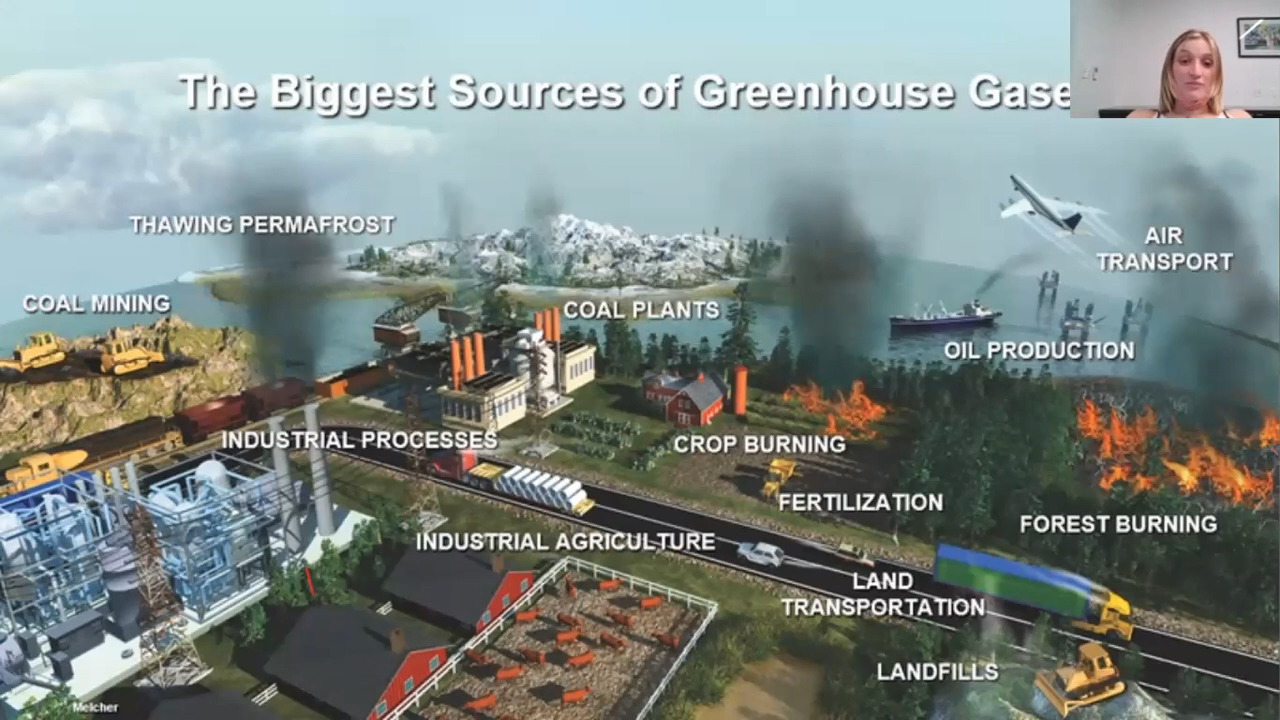 The Biggest Sources of Greenhouse Gase
THAWING PERMAFROST
AIR
TRANSPORT
COAL MINING
COAL PLANTS
OIL PRODUCTION
INDUSTRIAL PROCESSES
CROP BURNING
FERTILIZATION
FOREST BURNING
INDUSTRIAL AGRICULTURE
LAND
TRANSPORTATION
LANDFILLS
Melcher